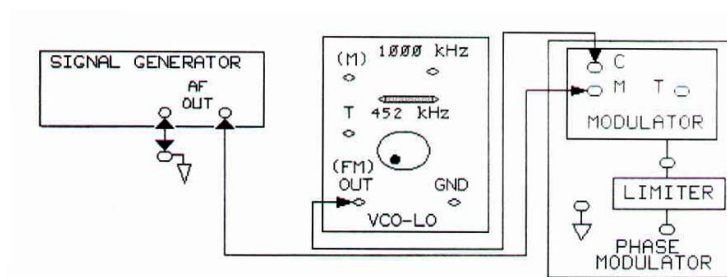 SIGNAL GENERATOR
AF
OUT
(M) 1000 kHz
T 452 kHz
(FM)
OUT GND
VCO-LO
C
M T
MODULATOR
LIMITER
PHASE
MODULATOR